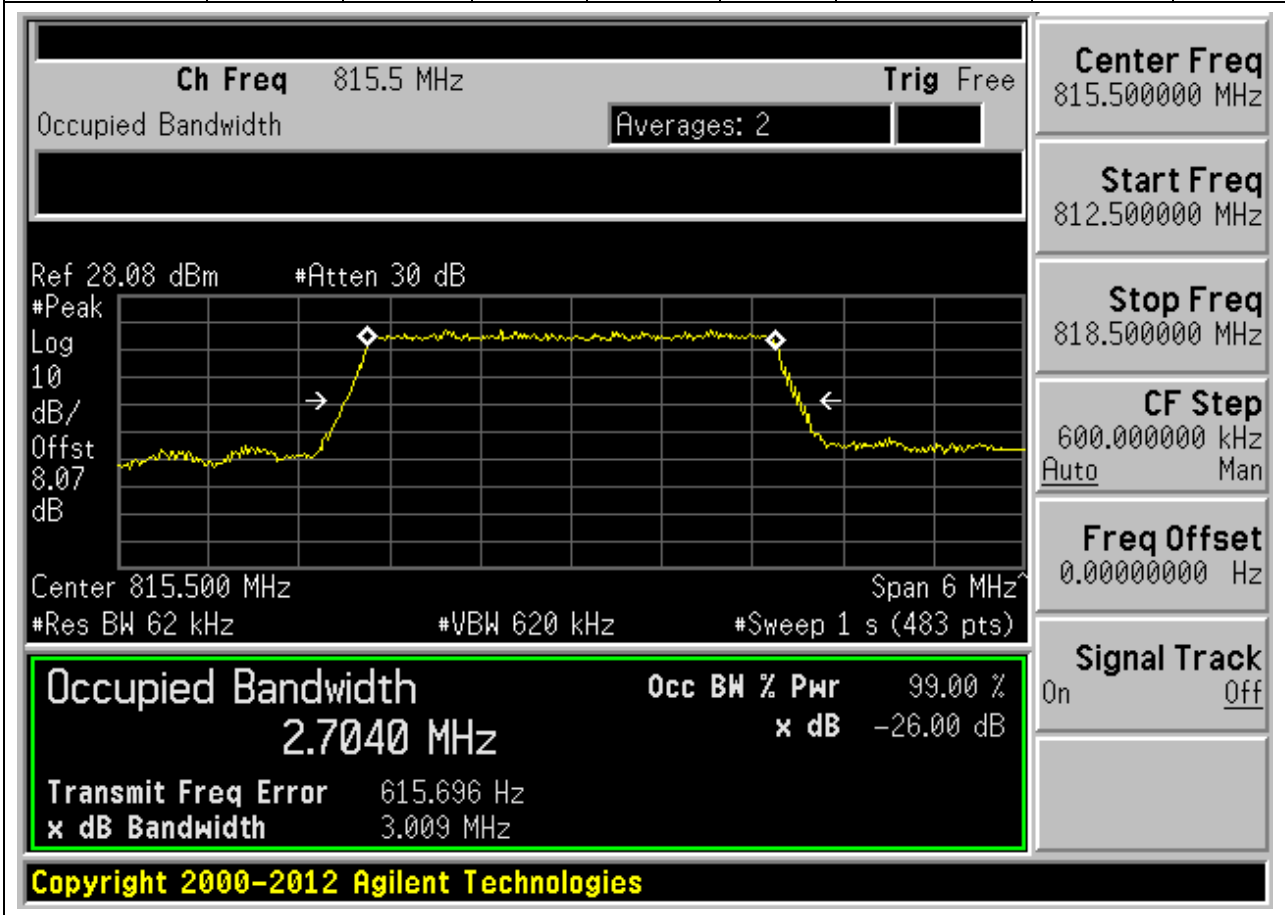 Ch Freq 815.5 MHz Trig Free
Occupied Bandwidth Averages: 2
Ref 28.08 dBm #Atten 30 dB
#Peak
Log
10
dB/
Offst
8.07
dB
Center 815.500 MHz Span 6 MHz^
#Res BW 62 kHz #VBW 620 kHz #Sweep 1 s (483 pts)
Occupied Bandwidth Occ BW % Pwr 99.00 %
2.7040 MHz x dB -26.00 dB
Transmit Freq Error 615.696 Hz
x dB Bandwidth 3.009 MHz
Copyright 2000-2012 Agilent Technologies
Center Freq
815.500000 MHz
Start Freq
812.500000 MHz
Stop Freq
818.500000 MHz
CF Step
600.000000 kHz
Auto Man
Freq Offset
0.00000000 Hz
Signal Track
On Off